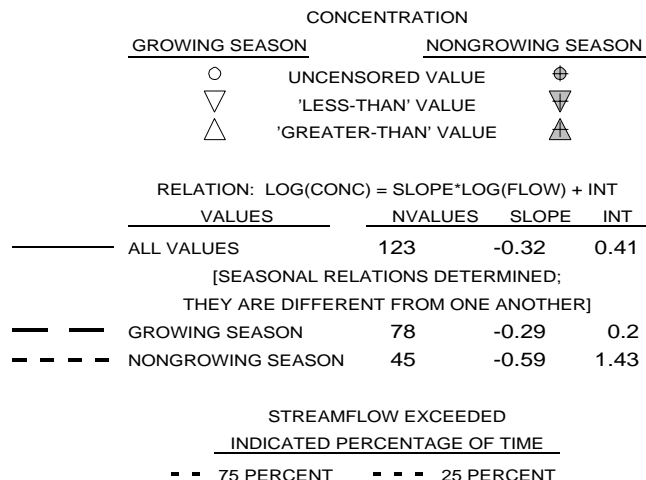 CONCENTRATION
GROWING SEASON NONGROWING SEASON
UNCENSORED VALUE
'LESS-THAN' VALUE
'GREATER-THAN' VALUE
RELATION: LOG(CONC) = SLOPE*LOG(FLOW) + INT
VALUES NVALUES SLOPE INT
ALL VALUES 123 -0.32 0.41
[SEASONAL RELATIONS DETERMINED;
THEY ARE DIFFERENT FROM ONE ANOTHER]
GROWING SEASON 78 -0.29 0.2
NONGROWING SEASON 45 -0.59 1.43
STREAMFLOW EXCEEDED
INDICATED PERCENTAGE OF TIME
75 PERCENT 25 PERCENT